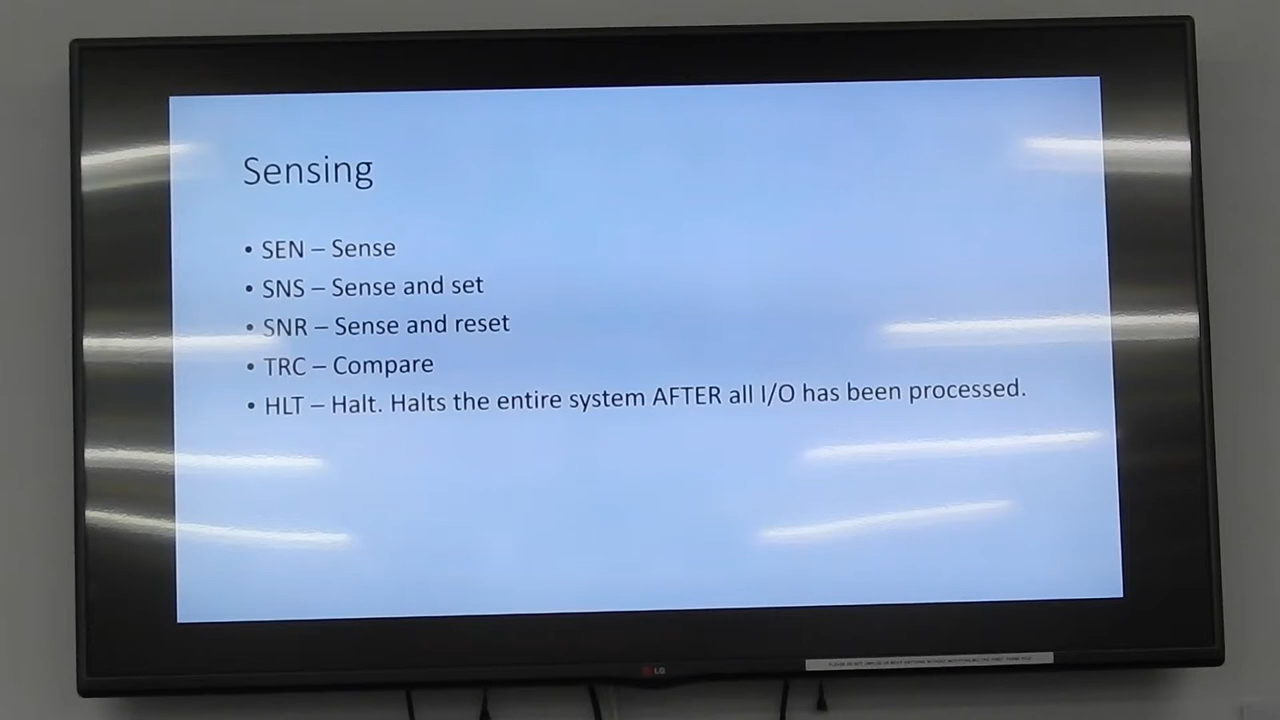 Sensing
• SEN – Sense
• SNS – Sense and set
• SNR – Sense and reset
• TRC – Compare
• HLT – Halt. Halts the entire system AFTER all I/O has been processed.
LG